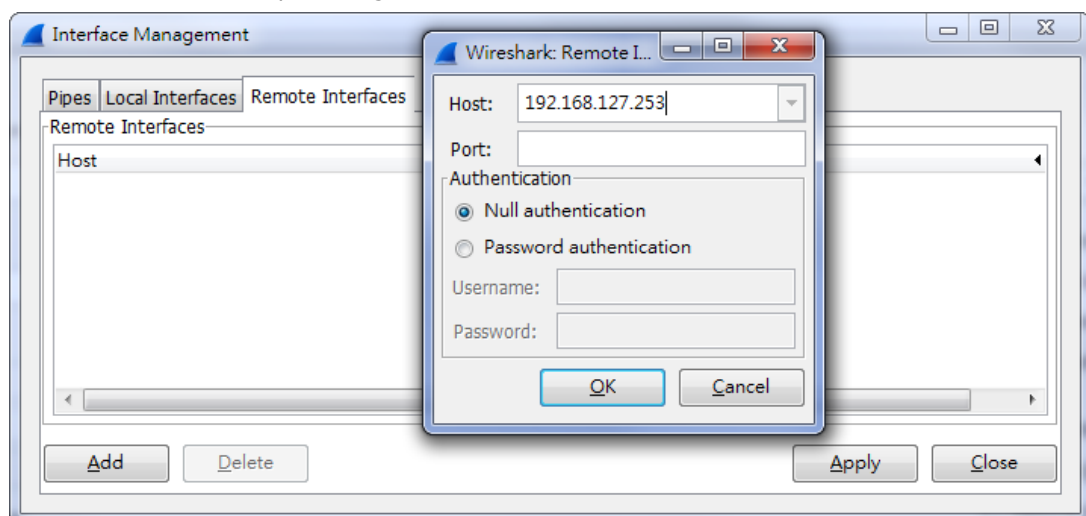 Interface Management
Pipes Local Interfaces Remote Interfaces
Remote Interfaces
Host
Add Delete Apply Close
Wireshark: Remote I...
Host: 192.168.127.253
Port:
Authentication
Null authentication
Password authentication
Username:
Password:
OK Cancel